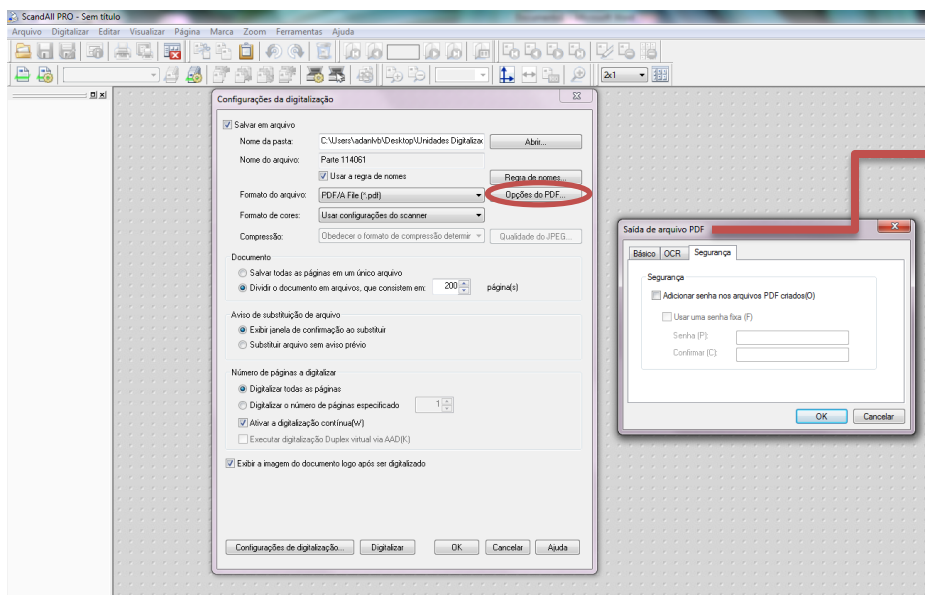 ScandAll PRO - Sem título
Arquivo Digitalizar Editar Visualizar Página Marca Zoom Ferramentas Ajuda
2x1
Configurações da digitalização
Salvar em arquivo
Nome da pasta: C:\Users\adanlvb\Desktop\Unidades Digitalizac Abrir...
Nome do arquivo: Parte 114061
Usar a regra de nomes Regra de nomes...
Formato do arquivo: PDF/A File (*.pdf) Opções do PDF...
Formato de cores: Usar configurações do scanner
Compressão: Obedecer o formato de compressão determir Qualidade do JPEG...
Documento
Salvar todas as páginas em um único arquivo
Dividir o documento em arquivos, que consistem em: 200 página(s)
Aviso de substituição de arquivo
Exibir janela de confirmação ao substituir
Substituir arquivo sem aviso prévio
Número de páginas a digitalizar
Digitalizar todas as páginas
Digitalizar o número de páginas especificado 1
Ativar a digitalização contínua(W)
Executar digitalização Duplex virtual via AAD(K)
Exibir a imagem do documento logo após ser digitalizado
Configurações de digitalização... Digitalizar OK Cancelar Ajuda
Saída de arquivo PDF
Básico OCR Segurança
Segurança
Adicionar senha nos arquivos PDF criados(O)
Usar uma senha fixa (F)
Senha (P):
Confirmar (C):
OK Cancelar